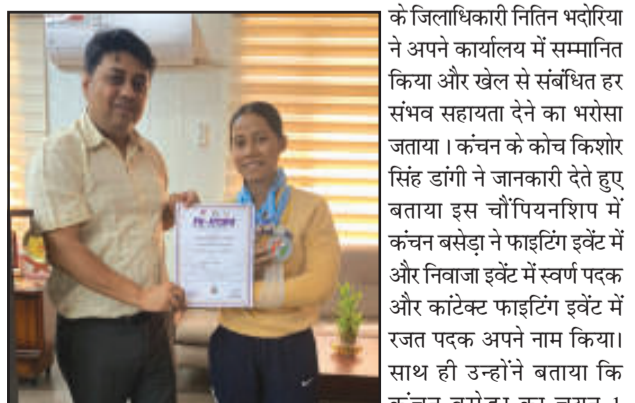 के जिलाधिकारी नितिन भदोरिया
ने अपने कार्यालय में सम्मानित
किया और खेल से संबंधित हर
संभव सहायता देने का भरोसा
जताया। कंचन के कोच किशोर
सिंह डांगी ने जानकारी देते हुए
बताया इस चौंपियनशिप में
कंचन बसेड़ा ने फाइटिंग इवेंट में
और निवाजा इवेंट में स्वर्ण पदक
और कांटेक्ट फाइटिंग इवेंट में
रजत पदक अपने नाम किया।
साथ ही उन्होंने बताया कि